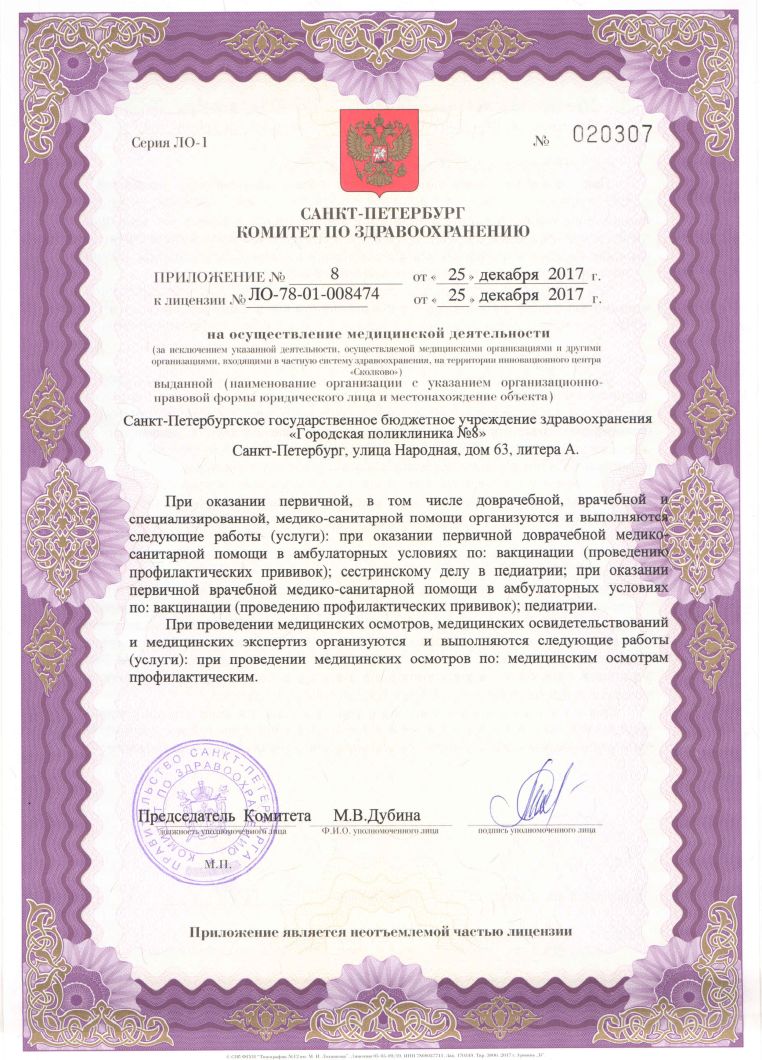 Серия ЛО-1
№ 020307
САНКТ-ПЕТЕРБУРГ
КОМИТЕТ ПО ЗДРАВООХРАНЕНИЮ
ПРИЛОЖЕНИЕ № 8 от « 25 » декабря 2017 г.
к лицензии № ЛО-78-01-008474 от « 25 » декабря 2017 г.
на осуществление медицинской деятельности
(за исключением указанной деятельности, осуществляемой медицинскими организациями и другими
организациями, входящими в частную систему здравоохранения, на территории инновационного центра
«Сколково»)
выданной (наименование организации с указанием организационно-
правовой формы юридического лица и местонахождение объекта)
Санкт-Петербургское государственное бюджетное учреждение здравоохранения
«Городская поликлиника №8»
Санкт-Петербург, улица Народная, дом 63, литера А.
При оказании первичной, в том числе доврачебной, врачебной и
специализированной, медико-санитарной помощи организуются и выполняются
следующие работы (услуги): при оказании первичной доврачебной медико-
санитарной помощи в амбулаторных условиях по: вакцинации (проведению
профилактических прививок); сестринскому делу в педиатрии; при оказании
первичной врачебной медико-санитарной помощи в амбулаторных условиях
по: вакцинации (проведению профилактических прививок); педиатрии.
При проведении медицинских осмотров, медицинских освидетельствований
и медицинских экспертиз организуются и выполняются следующие работы
(услуги): при проведении медицинских осмотров по: медицинским осмотрам
профилактическим.
ПРАВИТЕЛЬСТВО САНКТ-ПЕТЕРБУРГА
КОМИТЕТ ПО ЗДРАВООХРАНЕНИЮ
Председатель Комитета М.В.Дубина
должность уполномоченного лица Ф.И.О. уполномоченного лица подпись уполномоченного лица
М.П.
Приложение является неотъемлемой частью лицензии